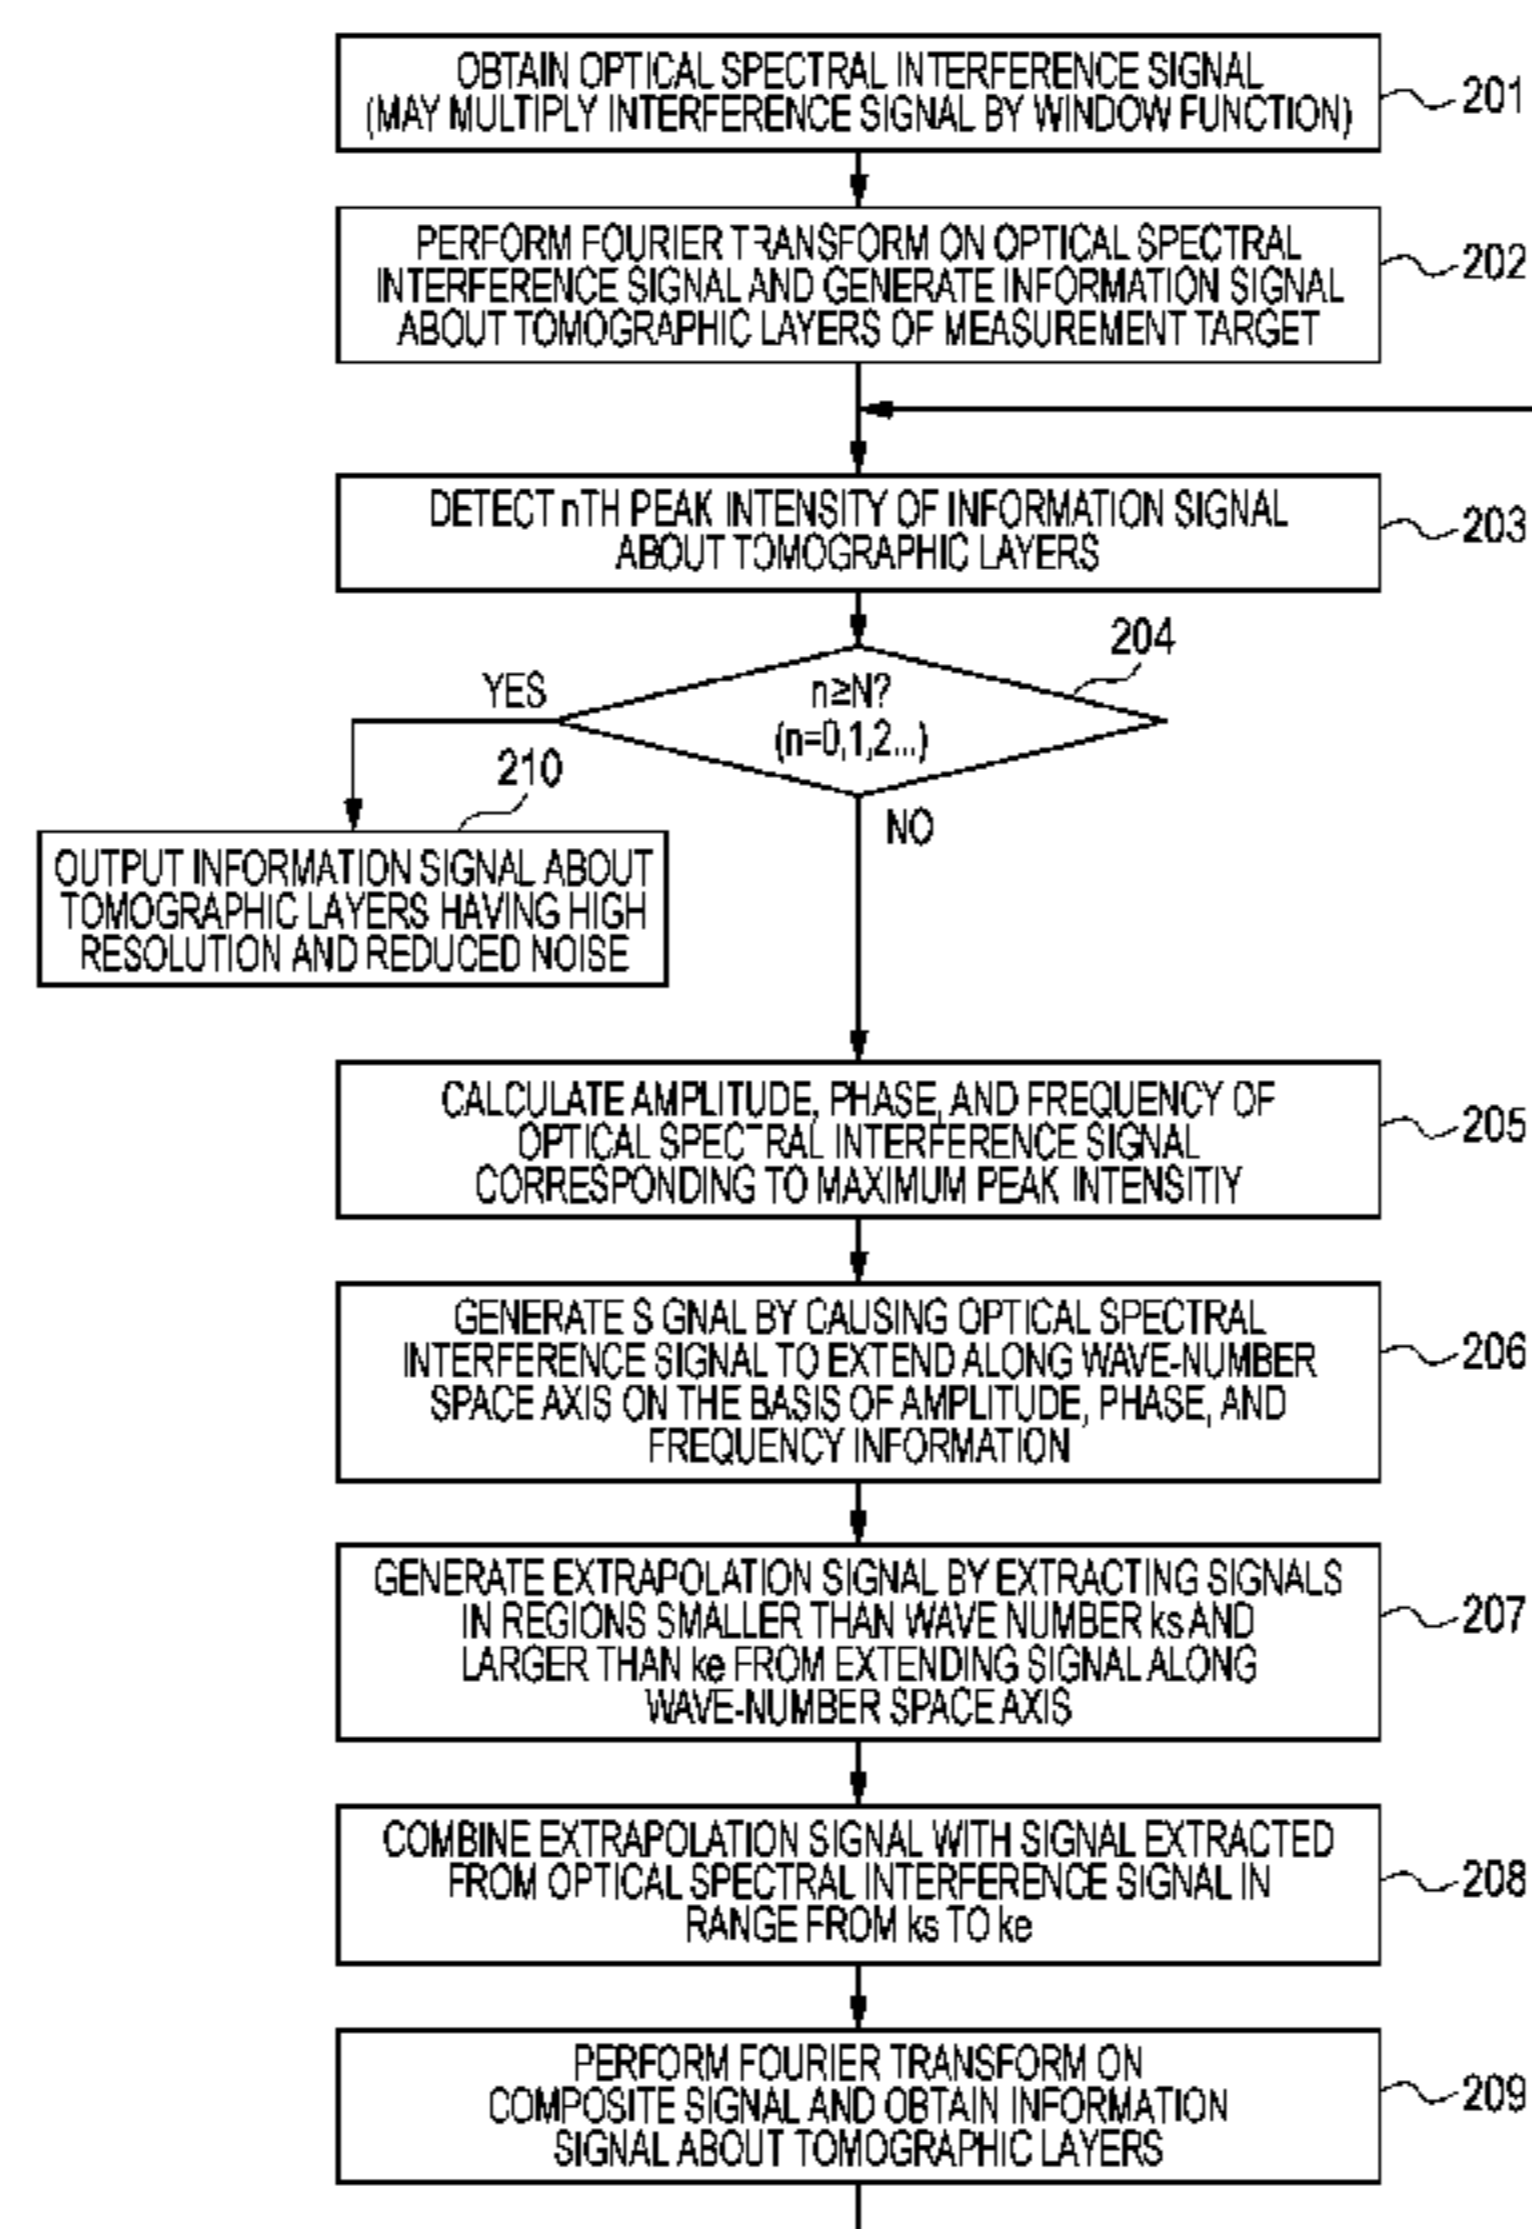 OBTAIN OPTICAL SPECTRAL INTERFERENCE SIGNAL
(MAY MULTIPLY INTERFERENCE SIGNAL BY WINDOW FUNCTION)
201
PERFORM FOURIER TRANSFORM ON OPTICAL SPECTRAL
INTERFERENCE SIGNAL AND GENERATE INFORMATION SIGNAL
ABOUT TOMOGRAPHIC LAYERS OF MEASUREMENT TARGET
202
DETECT nTH PEAK INTENSITY OF INFORMATION SIGNAL
ABOUT TOMOGRAPHIC LAYERS
203
204
n≥N?
(n=0,1,2...)
YES
NO
210
OUTPUT INFORMATION SIGNAL ABOUT
TOMOGRAPHIC LAYERS HAVING HIGH
RESOLUTION AND REDUCED NOISE
CALCULATE AMPLITUDE, PHASE, AND FREQUENCY OF
OPTICAL SPECTRAL INTERFERENCE SIGNAL
CORRESPONDING TO MAXIMUM PEAK INTENSITIY
205
GENERATE SIGNAL BY CAUSING OPTICAL SPECTRAL
INTERFERENCE SIGNAL TO EXTEND ALONG WAVE-NUMBER
SPACE AXIS ON THE BASIS OF AMPLITUDE, PHASE, AND
FREQUENCY INFORMATION
206
GENERATE EXTRAPOLATION SIGNAL BY EXTRACTING SIGNALS
IN REGIONS SMALLER THAN WAVE NUMBER ks AND
LARGER THAN ke FROM EXTENDING SIGNAL ALONG
WAVE-NUMBER SPACE AXIS
207
COMBINE EXTRAPOLATION SIGNAL WITH SIGNAL EXTRACTED
FROM OPTICAL SPECTRAL INTERFERENCE SIGNAL IN
RANGE FROM ks TO ke
208
PERFORM FOURIER TRANSFORM ON
COMPOSITE SIGNAL AND OBTAIN INFORMATION
SIGNAL ABOUT TOMOGRAPHIC LAYERS
209